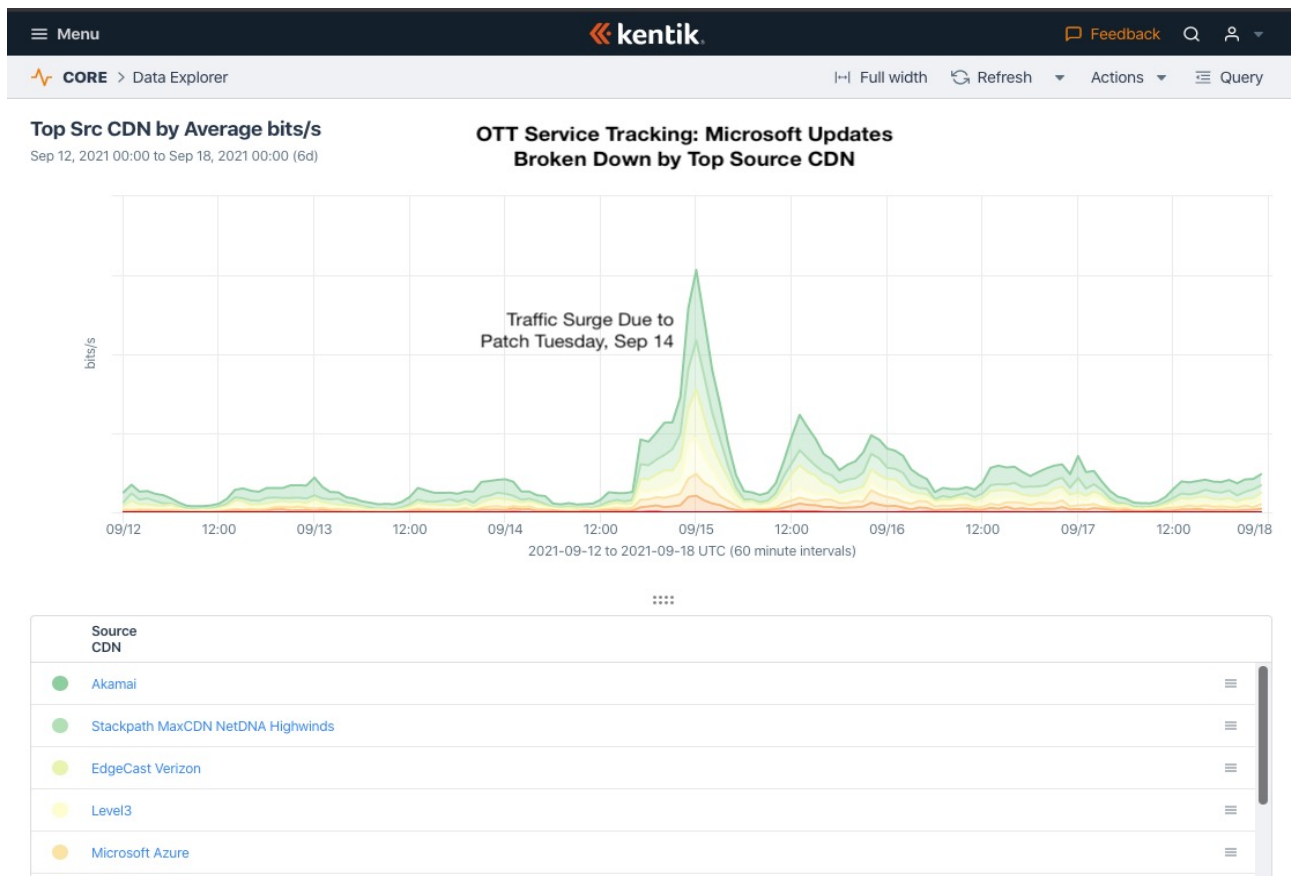 Menu
kentik.
Feedback
CORE > Data Explorer
Full width
Refresh
Actions
Query
Top Src CDN by Average bits/s
Sep 12, 2021 00:00 to Sep 18, 2021 00:00 (6d)
OTT Service Tracking: Microsoft Updates
Broken Down by Top Source CDN
Traffic Surge Due to
Patch Tuesday, Sep 14
bits/s
09/12 12:00 09/13 12:00 09/14 12:00 09/15 12:00 09/16 12:00 09/17 12:00 09/18
2021-09-12 to 2021-09-18 UTC (60 minute intervals)
Source
CDN
Akamai
Stackpath MaxCDN NetDNA Highwinds
EdgeCast Verizon
Level3
Microsoft Azure